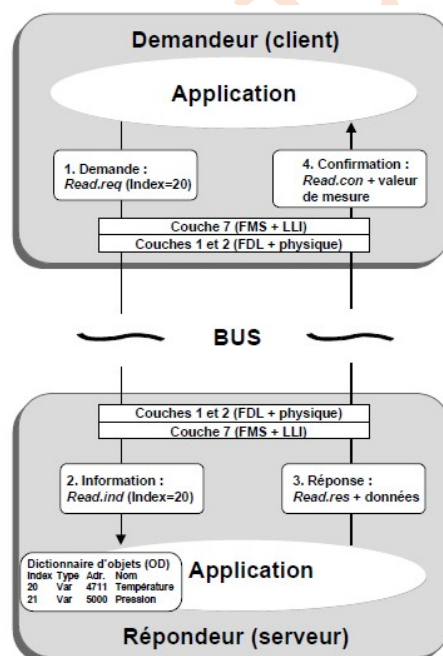 Demandeur (client)
Application
1. Demande :
Read.req (Index=20)
4. Confirmation :
Read.con + valeur
de mesure
Couche 7 (FMS + LLI)
Couches 1 et 2 (FDL + physique)
BUS
Couches 1 et 2 (FDL + physique)
Couche 7 (FMS + LLI)
2. Information :
Read.ind (Index=20)
3. Réponse :
Read.res + données
Dictionnaire d'objets (OD)
Index Type Adr. Nom
20 Var 4711 Température
21 Var 5000 Pression
Application
Répondeur (serveur)